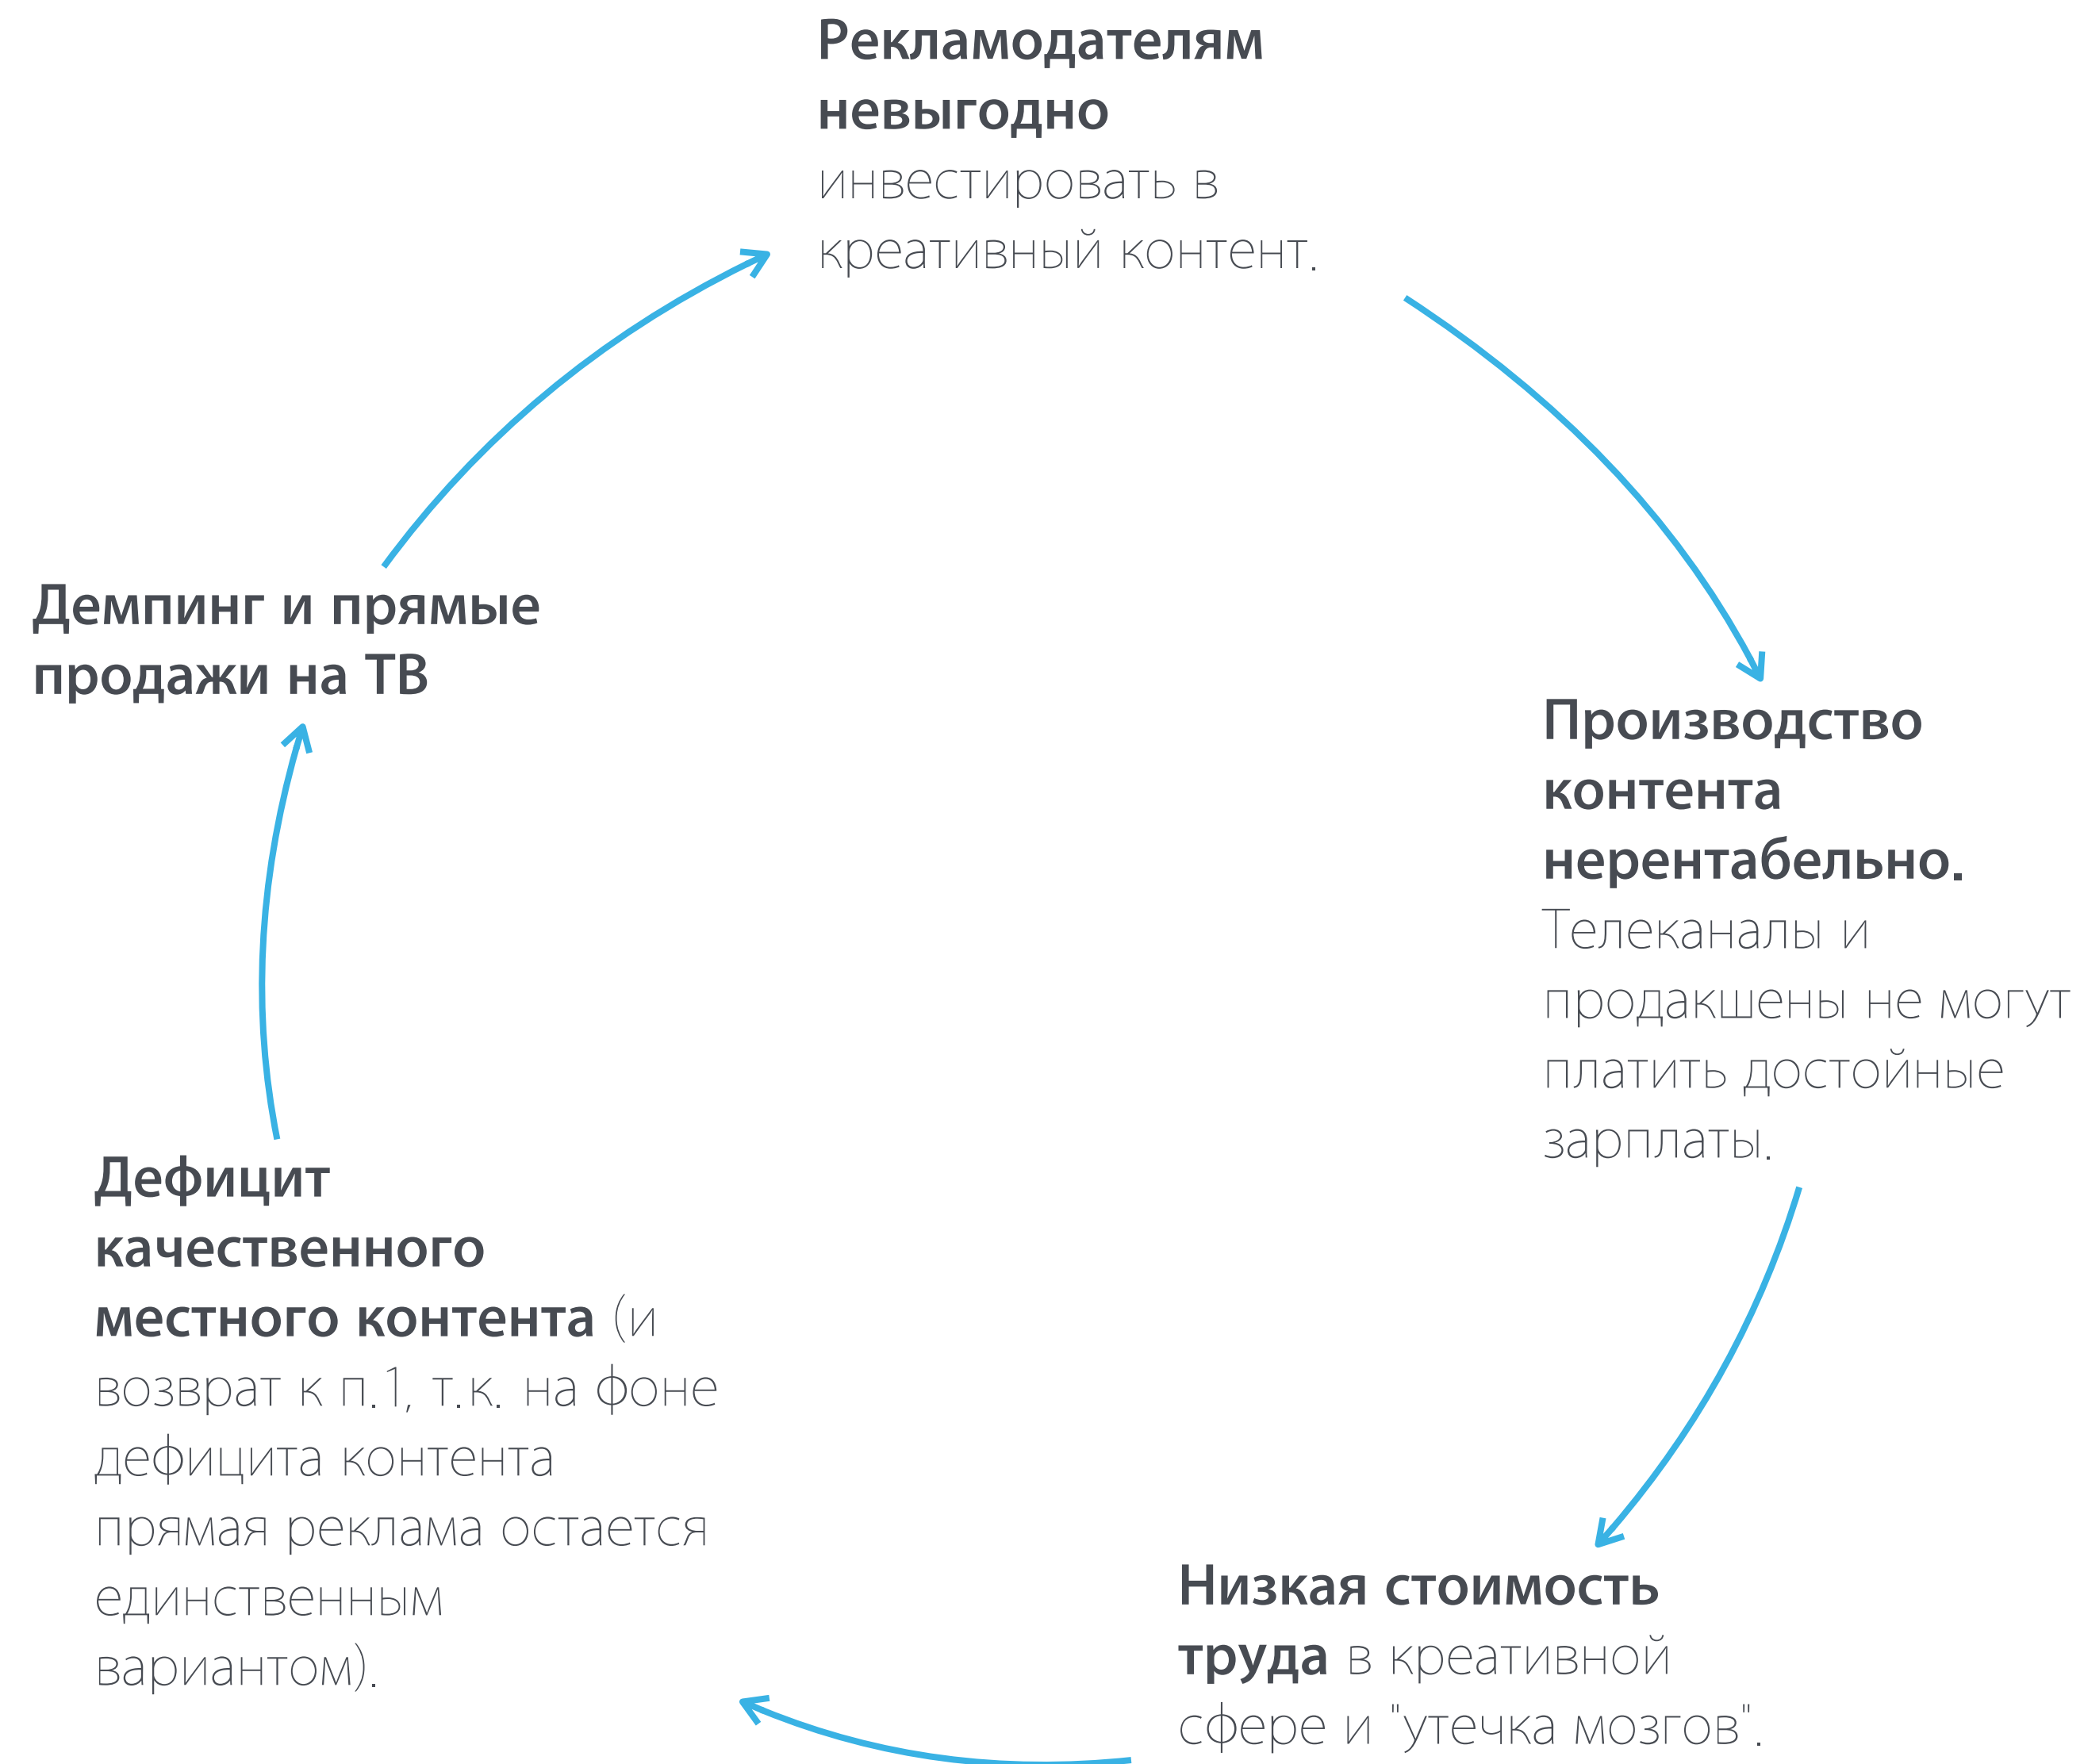 Рекламодателям
невыгодно
инвестировать в
креативный контент.
Демпинг и прямые
продажи на ТВ
Производство
контента
нерентабельно.
Телеканалы и
продакшены не могут
платить достойные
зарплаты.
Дефицит
качественного
местного контента (и
возврат к п.1, т.к. на фоне
дефицита контента
прямая реклама остается
единственным
вариантом).
Низкая стоимость
труда в креативной
сфере и "утечка мозгов".